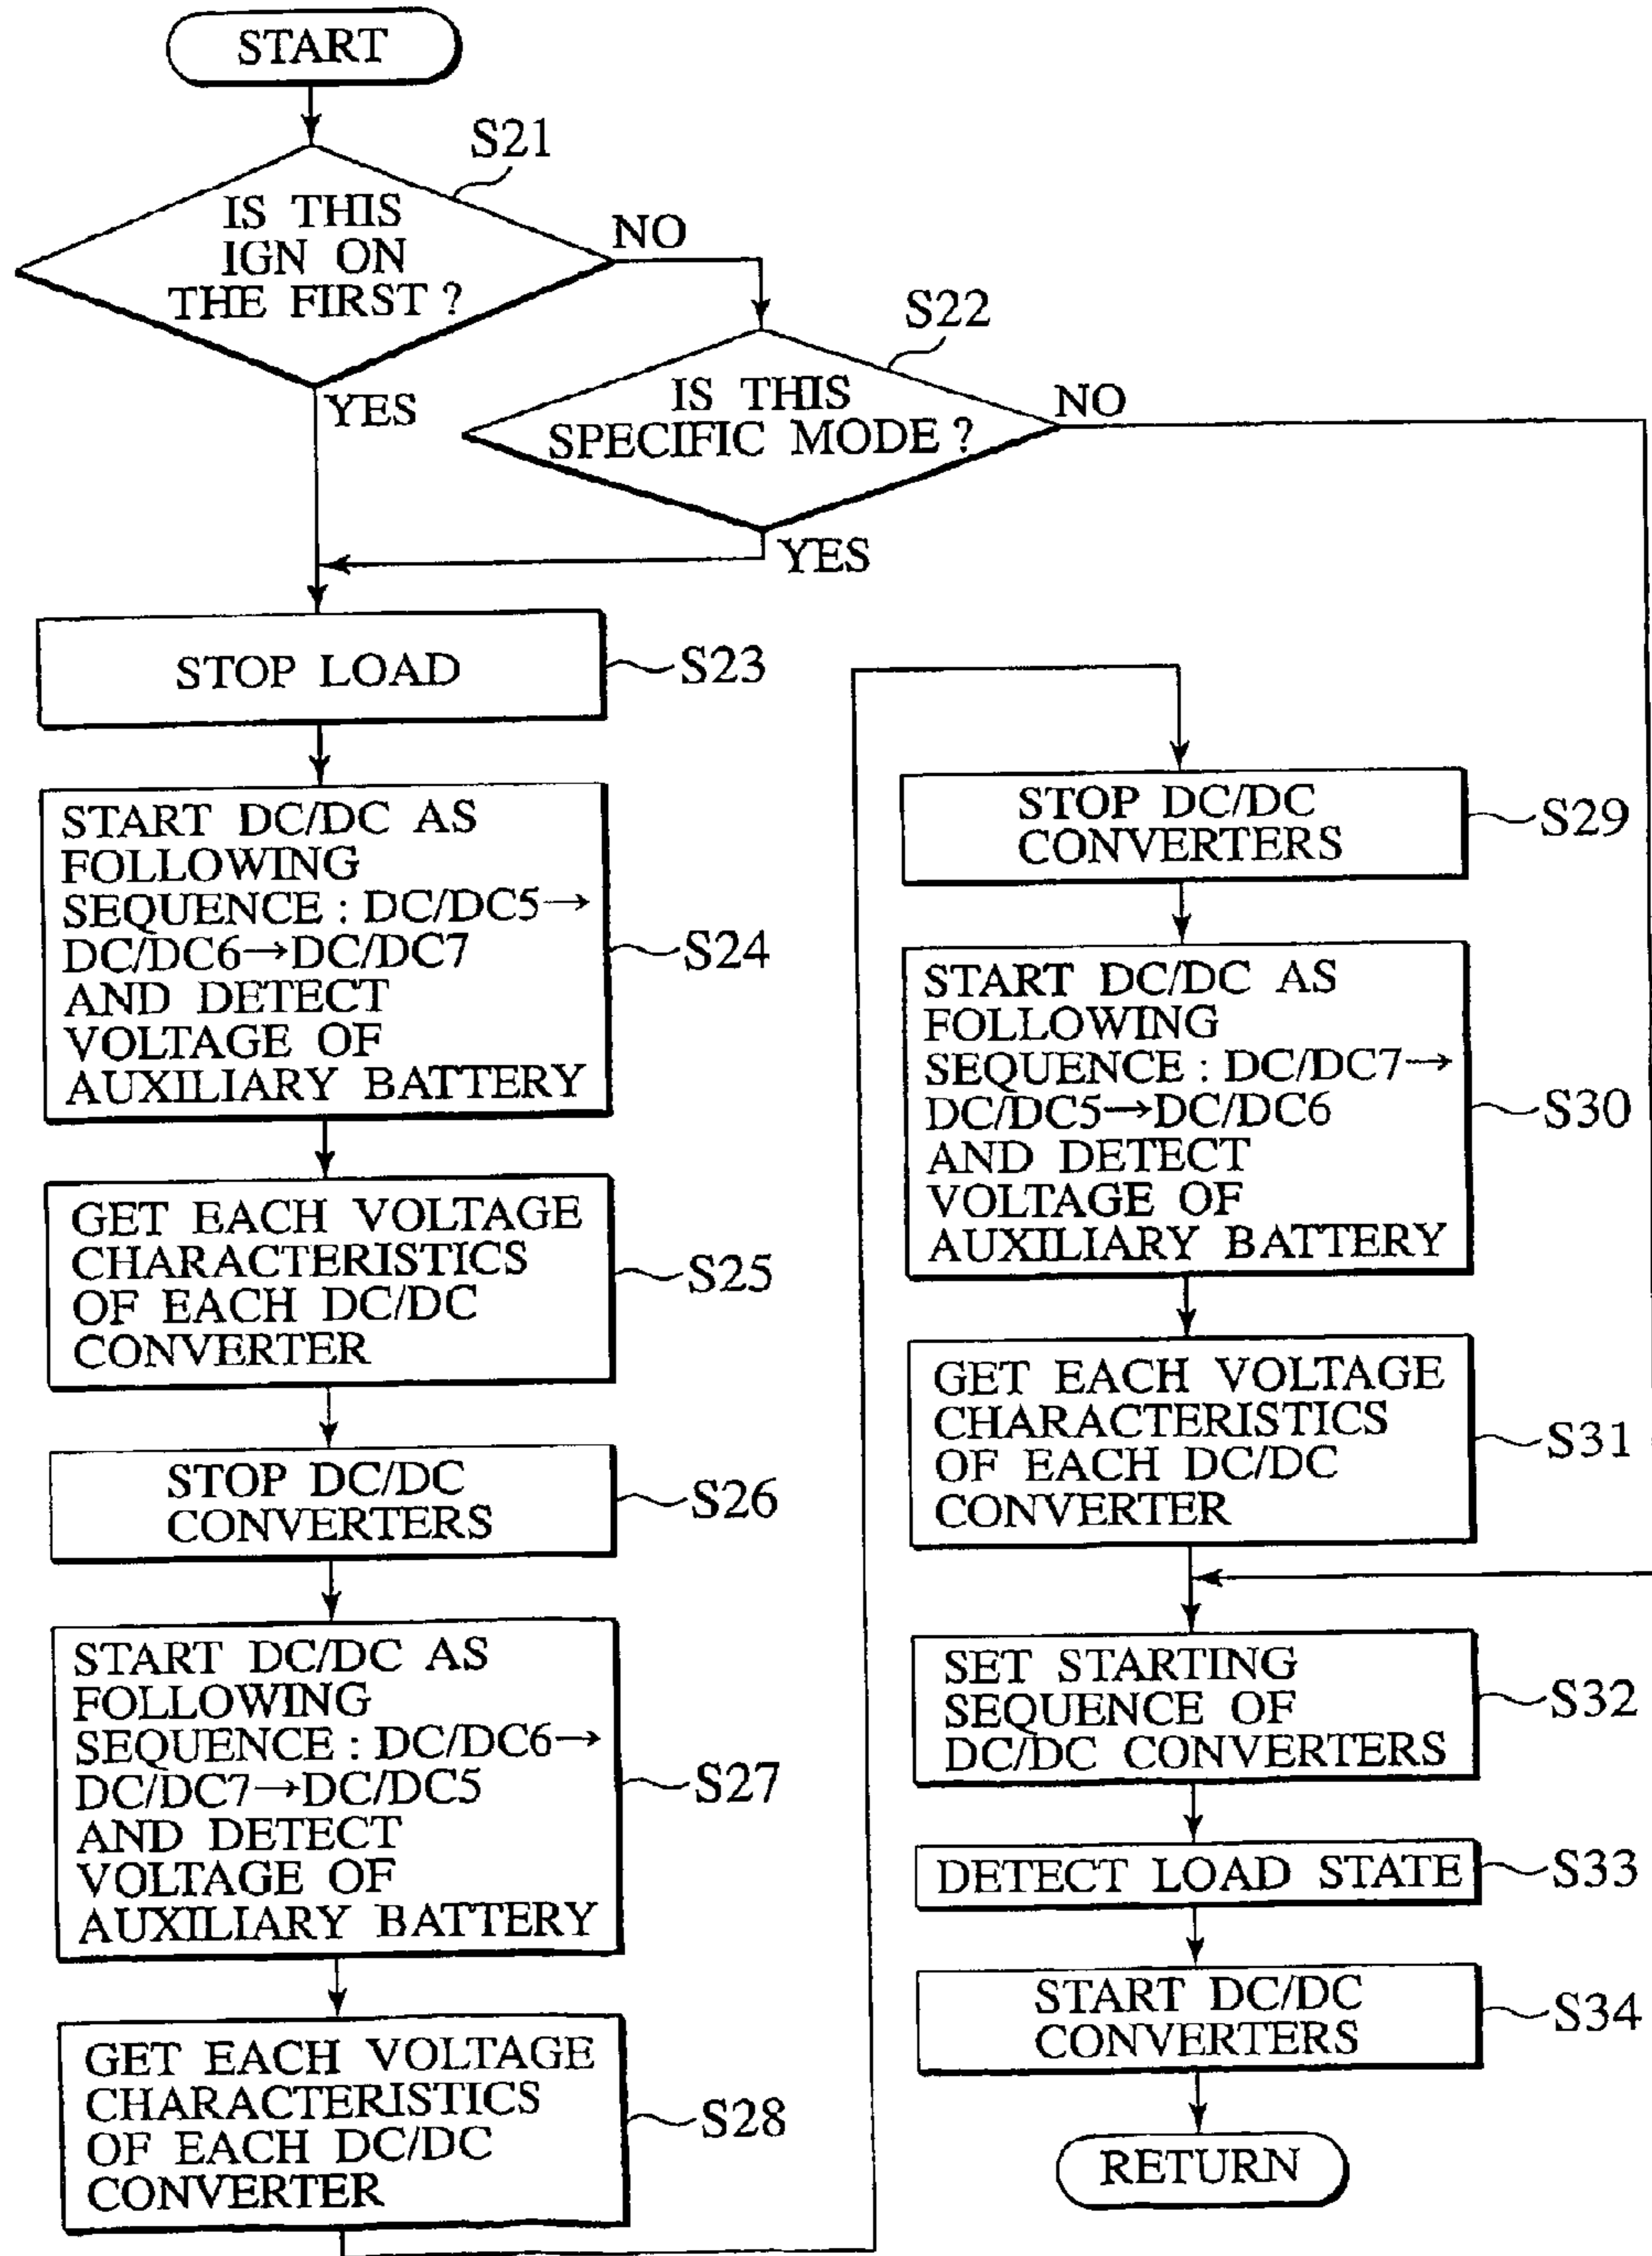 START
S21
IS THIS
IGN ON
THE FIRST ?
NO
YES
S22
IS THIS
SPECIFIC MODE ?
NO
YES
STOP LOAD
S23
START DC/DC AS
FOLLOWING
SEQUENCE : DC/DC5→
DC/DC6→DC/DC7
AND DETECT
VOLTAGE OF
AUXILIARY BATTERY
S24
GET EACH VOLTAGE
CHARACTERISTICS
OF EACH DC/DC
CONVERTER
S25
STOP DC/DC
CONVERTERS
S26
START DC/DC AS
FOLLOWING
SEQUENCE : DC/DC6→
DC/DC7→DC/DC5
AND DETECT
VOLTAGE OF
AUXILIARY BATTERY
S27
GET EACH VOLTAGE
CHARACTERISTICS
OF EACH DC/DC
CONVERTER
S28
STOP DC/DC
CONVERTERS
S29
START DC/DC AS
FOLLOWING
SEQUENCE : DC/DC7→
DC/DC5→DC/DC6
AND DETECT
VOLTAGE OF
AUXILIARY BATTERY
S30
GET EACH VOLTAGE
CHARACTERISTICS
OF EACH DC/DC
CONVERTER
S31
SET STARTING
SEQUENCE OF
DC/DC CONVERTERS
S32
DETECT LOAD STATE
S33
START DC/DC
CONVERTERS
S34
RETURN